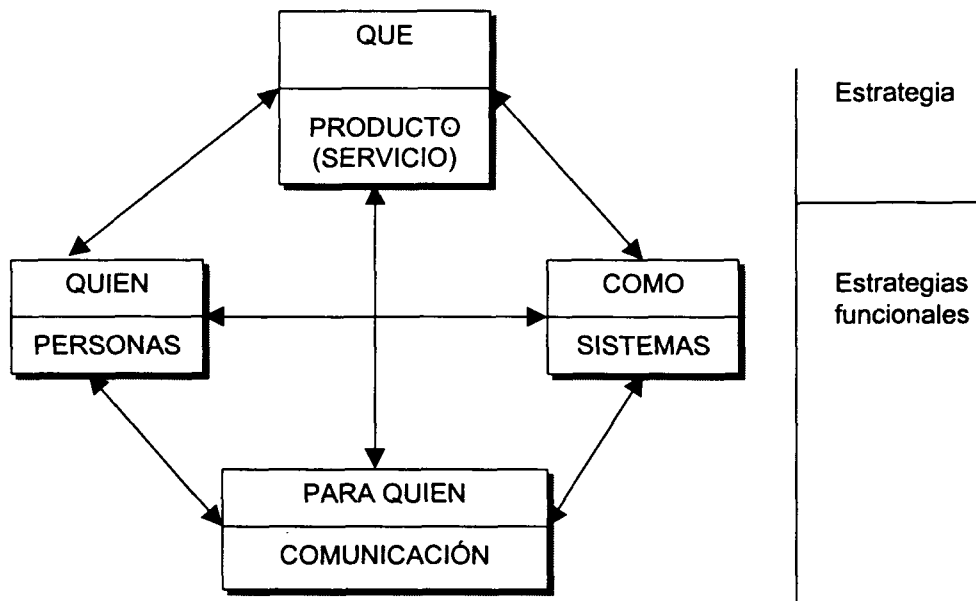 QUE
PRODUCTO
(SERVICIO)
Estrategia
QUIEN
PERSONAS
COMO
SISTEMAS
Estrategias
funcionales
PARA QUIEN
COMUNICACIÓN